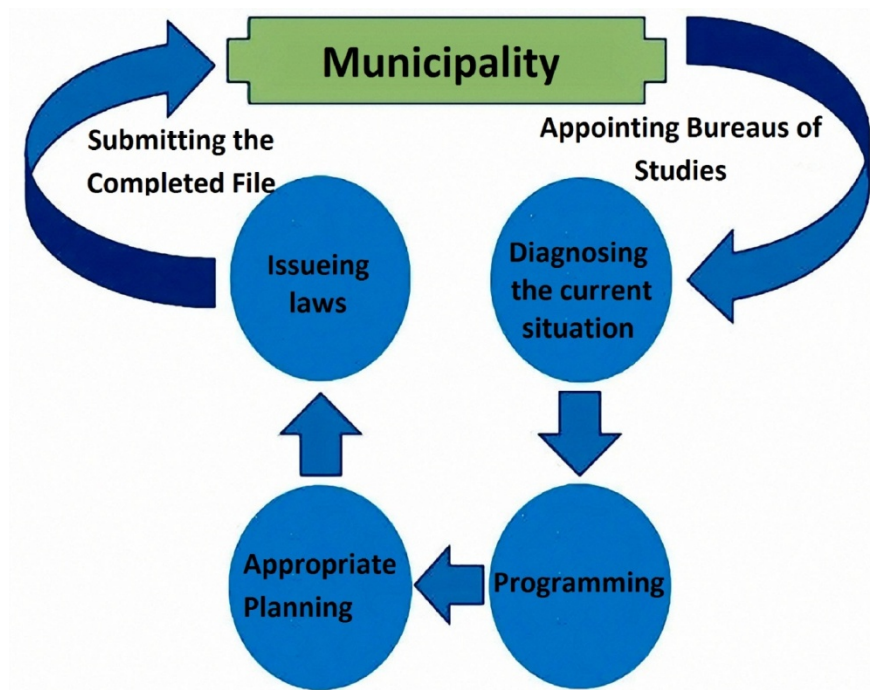 Municipality
Appointing Bureaus of
Studies
Submitting the
Completed File
Issueing
laws
Diagnosing
the current
situation
Appropriate
Planning
Programming